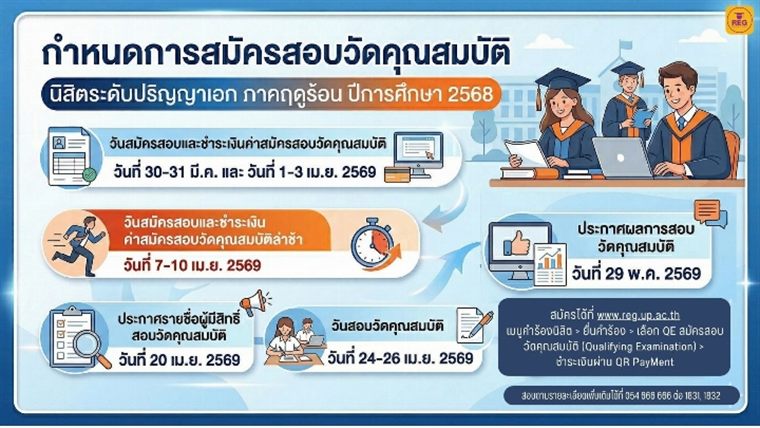 REG
กำหนดการสมัครสอบวัดคุณสมบัติ
นิสิตระดับปริญญาเอก ภาคฤดูร้อน ปีการศึกษา 2568
วันสมัครสอบและชำระเงินค่าสมัครสอบวัดคุณสมบัติ
วันที่ 30-31 มี.ค. และ วันที่ 1-3 เม.ย. 2569
วันสมัครสอบและชำระเงิน
ค่าสมัครสอบวัดคุณสมบัติล่าช้า
วันที่ 7-10 เม.ย. 2569
ประกาศรายชื่อผู้มีสิทธิ์
สอบวัดคุณสมบัติ
วันที่ 20 เม.ย. 2569
วันสอบวัดคุณสมบัติ
วันที่ 24-26 เม.ย. 2569
ประกาศผลการสอบ
วัดคุณสมบัติ
วันที่ 29 พ.ค. 2569
สมัครได้ที่ www.reg.up.ac.th
เมนูคำร้องนิสิต > ยื่นคำร้อง > เลือก QE สมัครสอบ
วัดคุณสมบัติ (Qualifying Examination) >
ชำระเงินผ่าน QR PayMent
สอบถามรายละเอียดเพิ่มเติมได้ที่ 054 966 666 ต่อ 1831, 1832